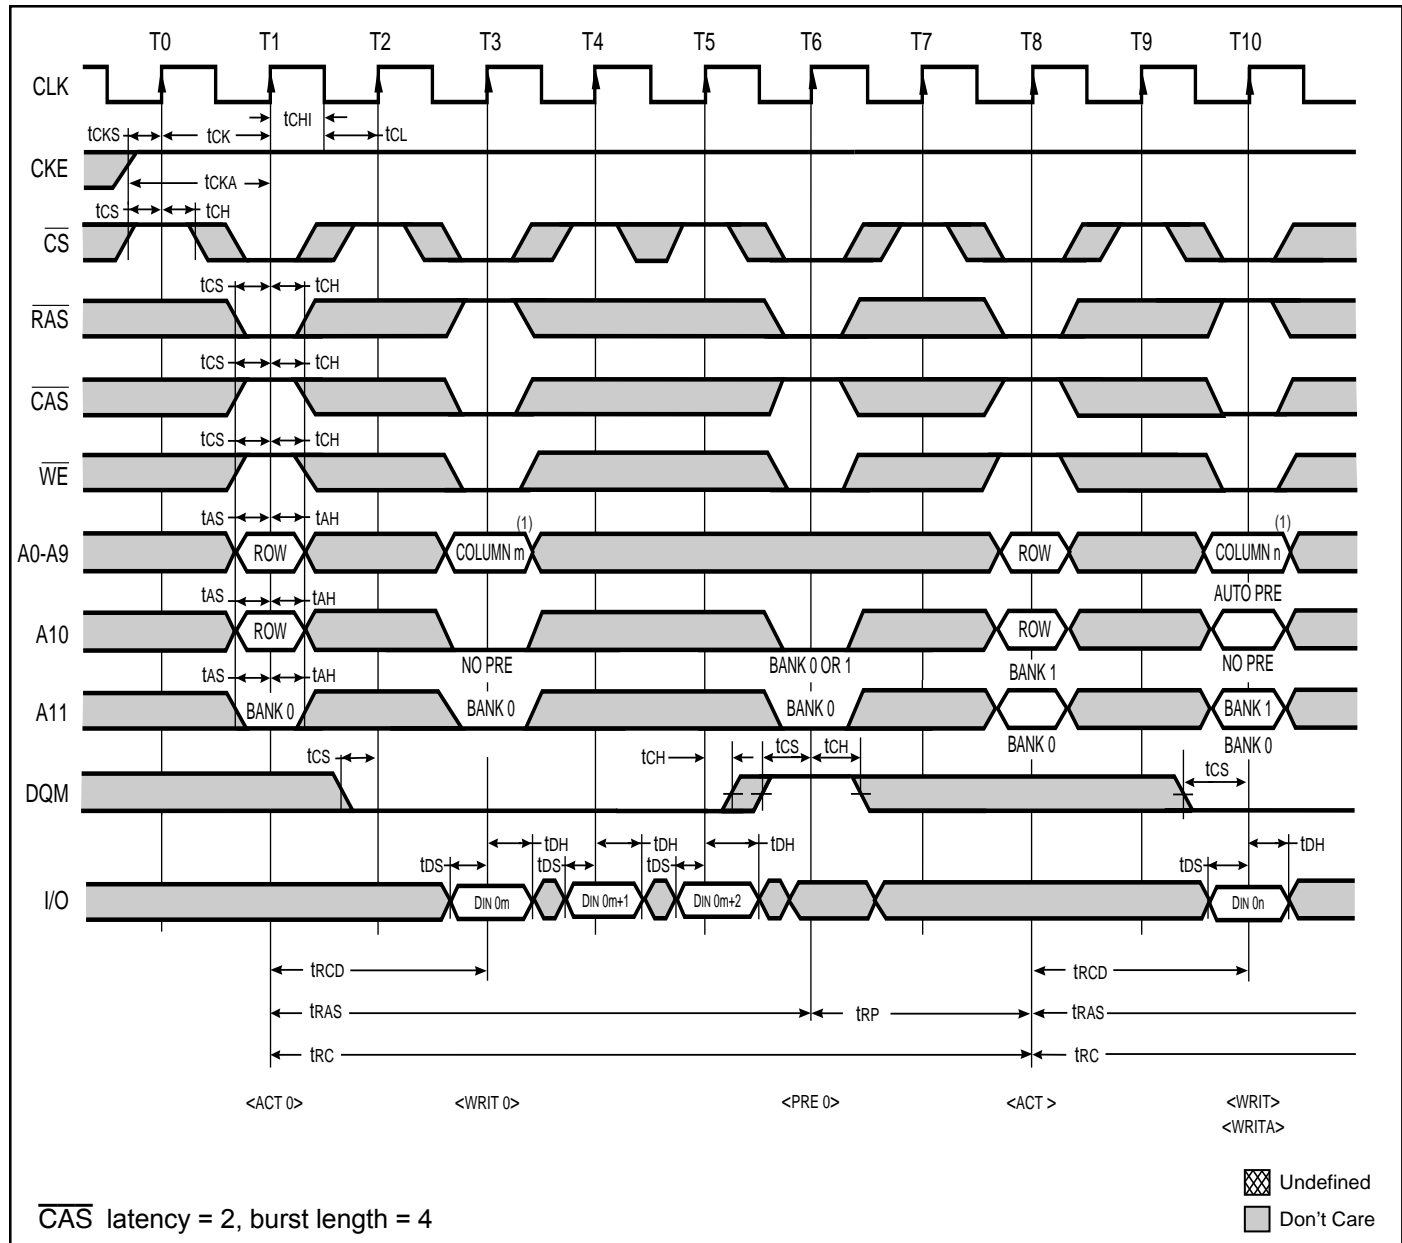 T0 T1 T2 T3 T4 T5 T6 T7 T8 T9 T10
CLK
tCHI
tCKS tCK tCL
CKE
tCKA
tCS tCH
CS
tCS tCH
RAS
tCS tCH
CAS
tCS tCH
WE
tAS tAH (1) (1)
A0-A9 ROW COLUMN m ROW COLUMN n
tAS tAH AUTO PRE
A10 ROW ROW
NO PRE BANK 0 OR 1 BANK 1 NO PRE
tAS tAH
A11 BANK 0 BANK 0 BANK 0 BANK 1
BANK 0 BANK 0
tCS tCH tCS tCH tCS
DQM
tDS tDH tDS tDH tDS tDH tDS tDH
I/O DIN 0m DIN 0m+1 DIN 0m+2 DIN 0n
tRCD tRCD
tRAS tRP tRAS
tRC tRC
<ACT 0> <WRIT 0> <PRE 0> <ACT > <WRIT>
<WRITA>
Undefined
CAS latency = 2, burst length = 4
Don't Care